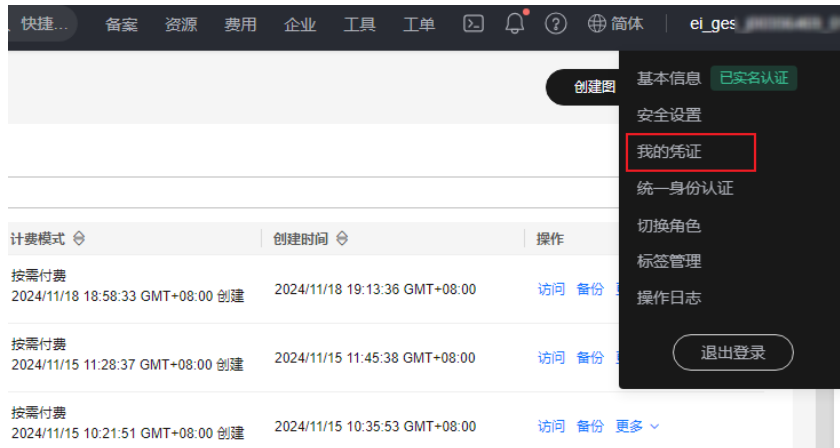 快捷... 备案 资源 费用 企业 工具 工单 简体 ei_ges
基本信息 已实名认证
创建图
安全设置
我的凭证
统一身份认证
切换角色
标签管理
操作日志
退出登录
计费模式 创建时间 操作
按需付费
2024/11/18 18:58:33 GMT+08:00 创建 2024/11/18 19:13:36 GMT+08:00 访问 备份
按需付费
2024/11/15 11:28:37 GMT+08:00 创建 2024/11/15 11:45:38 GMT+08:00 访问 备份
按需付费
2024/11/15 10:21:51 GMT+08:00 创建 2024/11/15 10:35:53 GMT+08:00 访问 备份 更多